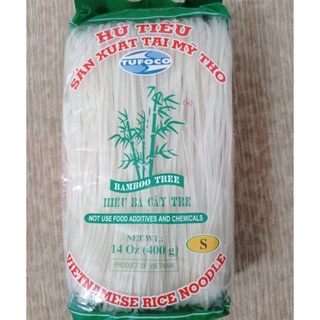 HỦ TIẾU
SẢN XUẤT TẠI MỸ THO
TUFOCO
BAMBOO TREE
HIỆU BA CÂY TRE
NOT USE FOOD ADDITIVES AND CHEMICALS
NET WT.:
14 Oz (400 g)
S
PRODUCT OF VIETNAM
VIETNAMESE RICE NOODLE